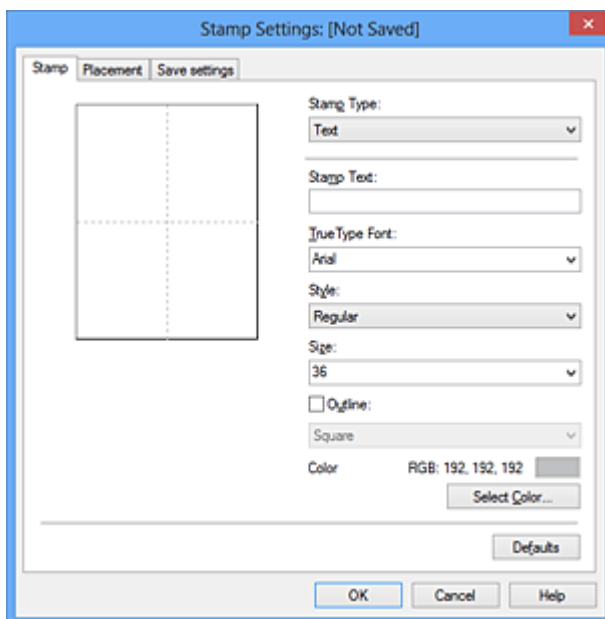 Stamp Settings: [Not Saved]
Stamp Placement Save settings
Stamp Type:
Text
Stamp Text:
TrueType Font:
Arial
Style:
Regular
Size:
36
Outline:
Square
Color RGB: 192, 192, 192
Select Color...
Defaults
OK Cancel Help